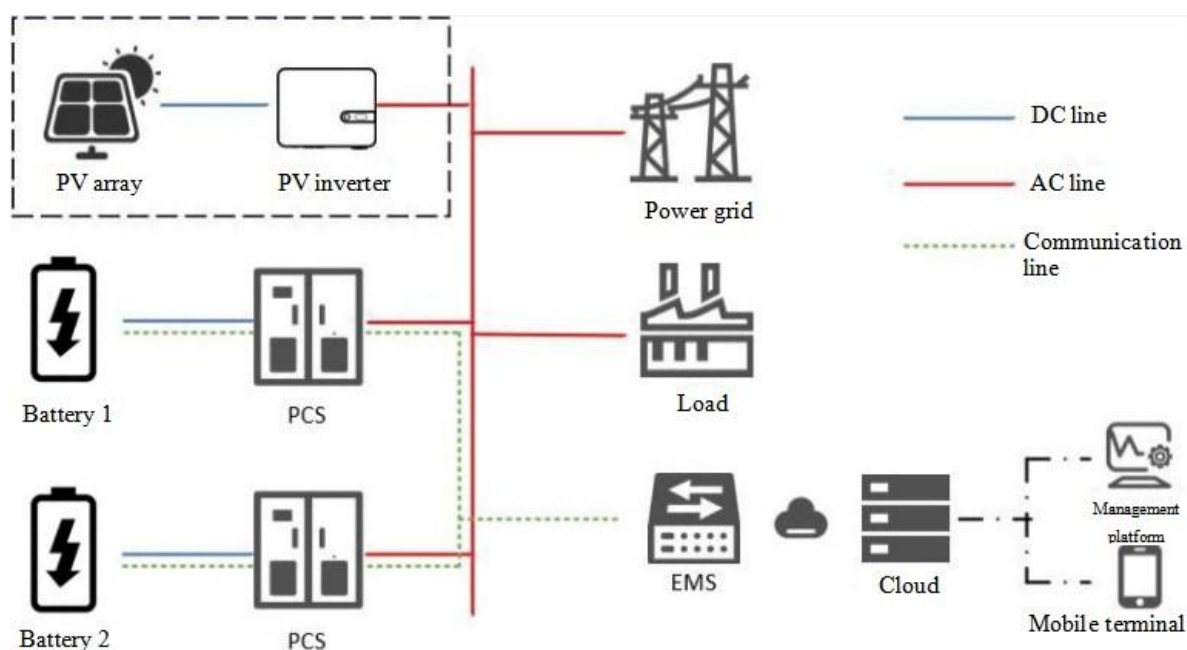 PV array
PV inverter
Power grid
DC line
AC line
Communication
line
Battery 1
PCS
Load
Battery 2
PCS
EMS
Cloud
Management
platform
Mobile terminal